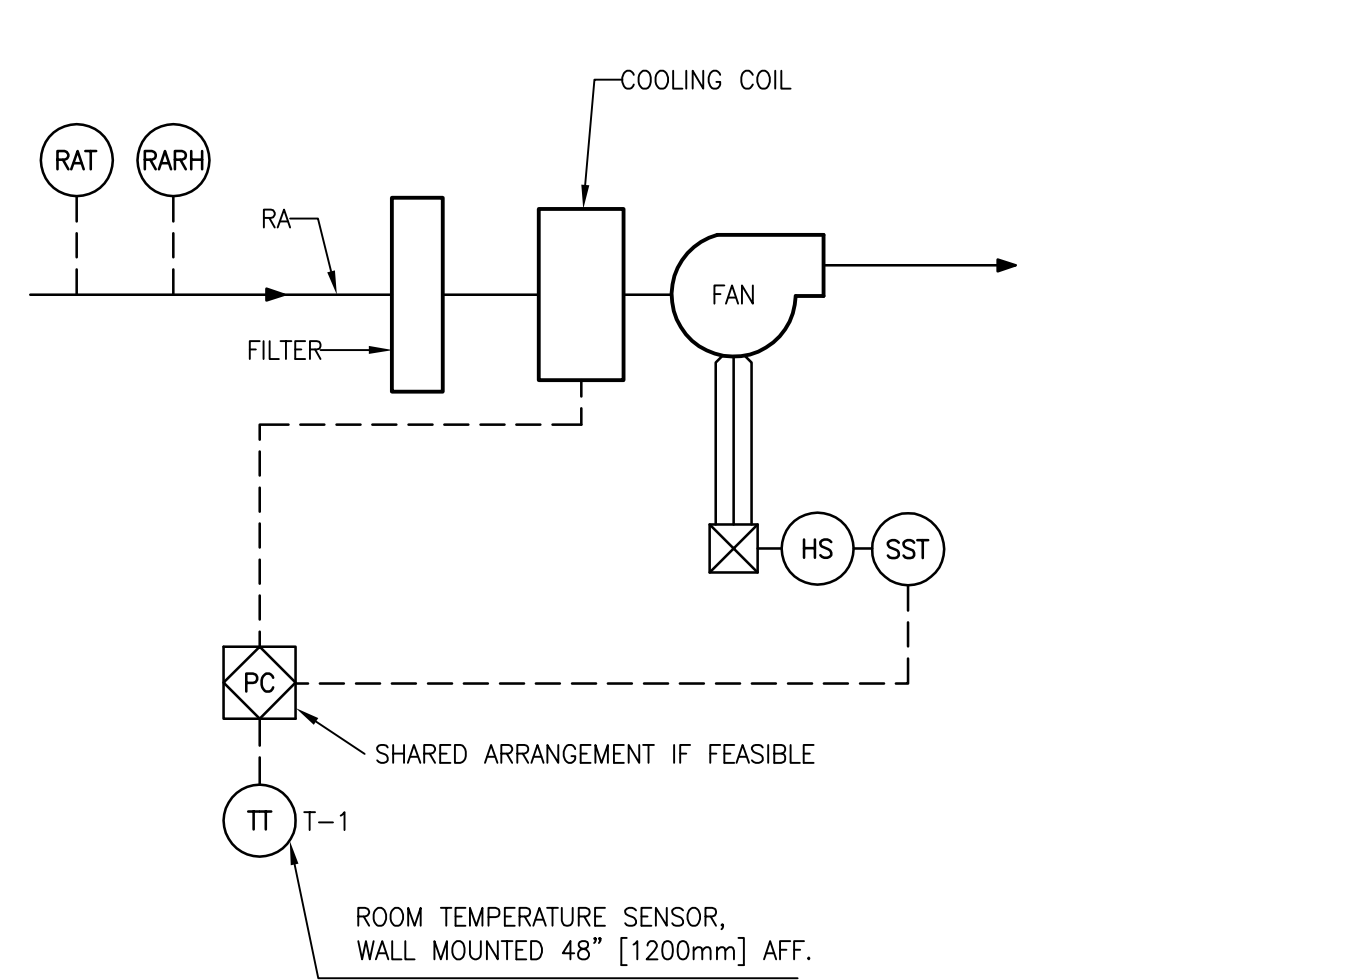 COOLING COIL
RAT
RARH
RA
FAN
FILTER
HS
SST
PC
SHARED ARRANGEMENT IF FEASIBLE
TT
T-1
ROOM TEMPERATURE SENSOR,
WALL MOUNTED 48" [1200mm] AFF.